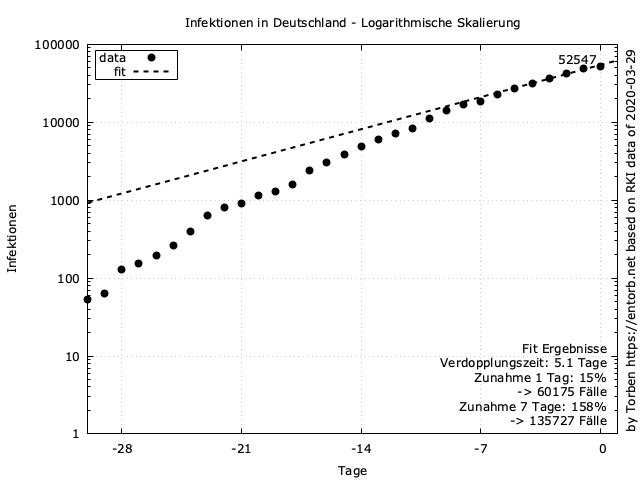 Infektionen in Deutschland - Logarithmische Skalierung
100000
10000
1000
100
10
1
Infektionen
data
fit
52547
Fit Ergebnisse
Verdopplungszeit: 5.1 Tage
Zunahme 1 Tag: 15%
-> 60175 Fälle
Zunahme 7 Tage: 158%
-> 135727 Fälle
-28 -21 -14 -7 0
Tage
by Torben https://entorb.net based on RKI data of 2020-03-29